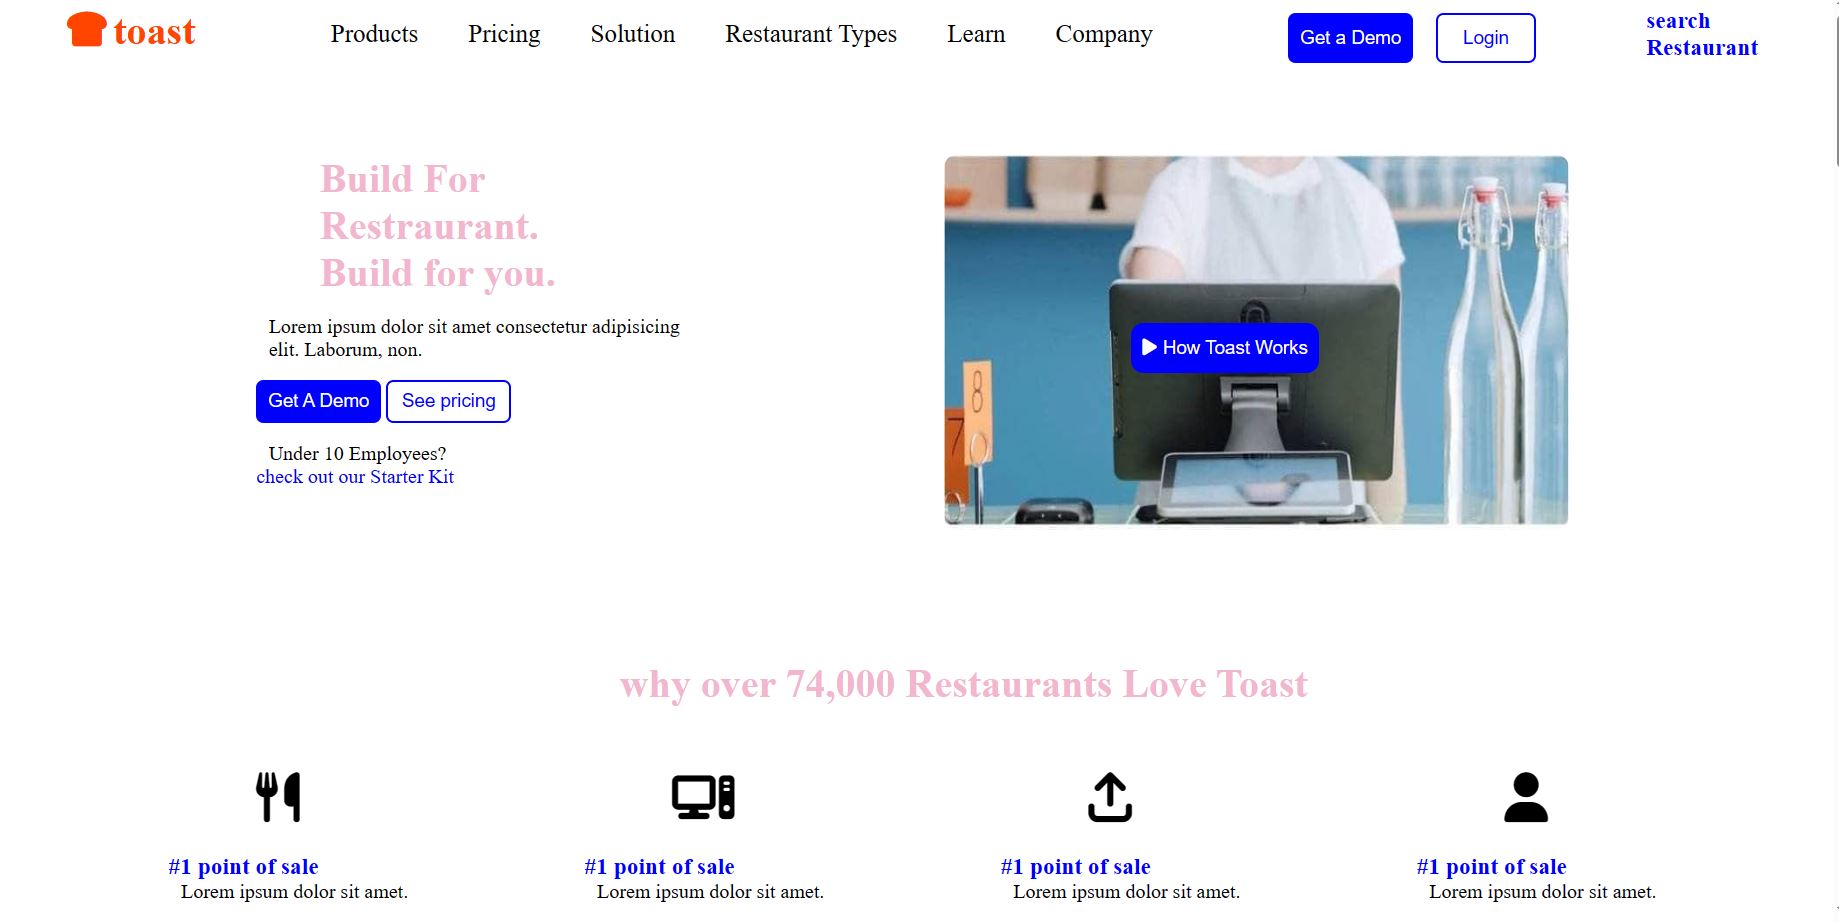 toast
Products Pricing Solution Restaurant Types Learn Company
Get a Demo
Login
search
Restaurant
Build For
Restraurant.
Build for you.
Lorem ipsum dolor sit amet consectetur adipisicing
elit. Laborum, non.
Get A Demo See pricing
Under 10 Employees?
check out our Starter Kit
8
7
How Toast Works
why over 74,000 Restaurants Love Toast
#1 point of sale
Lorem ipsum dolor sit amet.
#1 point of sale
Lorem ipsum dolor sit amet.
#1 point of sale
Lorem ipsum dolor sit amet.
#1 point of sale
Lorem ipsum dolor sit amet.